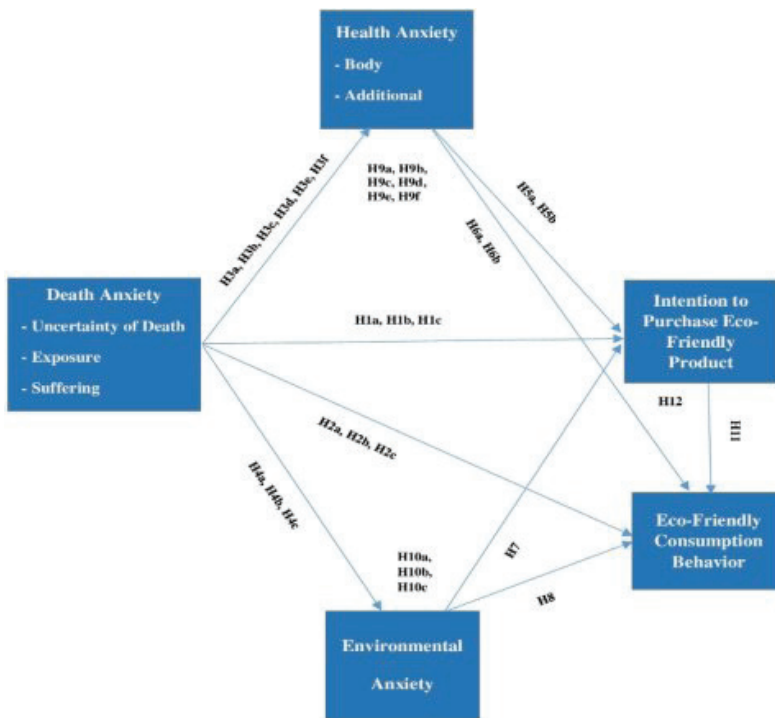 Health Anxiety
- Body
- Additional
H3a, H3b, H3c, H3d, H3e, H3f
H9a, H9b,
H9c, H9d,
H9e, H9f
H5a, H5b
H6a, H6b
Death Anxiety
- Uncertainty of Death
- Exposure
- Suffering
H1a, H1b, H1c
Intention to
Purchase Eco-
Friendly
Product
H12
H11
H2a, H2b, H2c
H4a, H4b, H4c
Eco-Friendly
Consumption
Behavior
H10a,
H10b,
H10c
H7
H8
Environmental
Anxiety